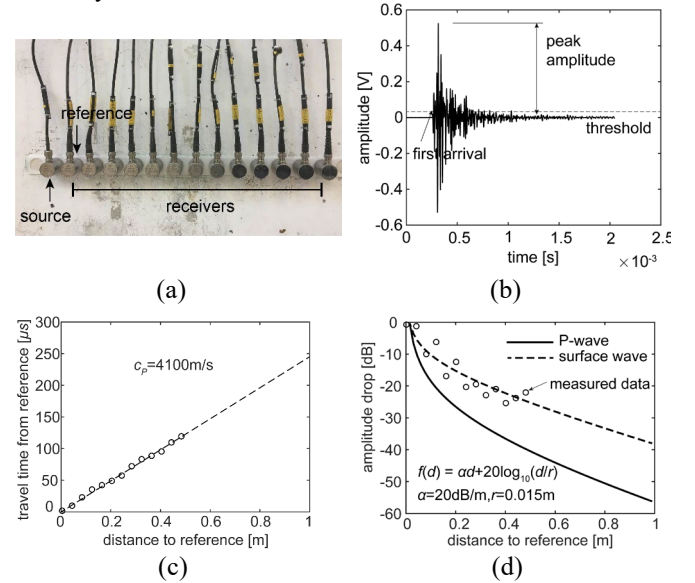 reference
source
receivers
(a)
amplitude [V]
0.6
0.4
0.2
0
-0.2
-0.4
-0.6
peak
amplitude
threshold
first arrival
0 0.5 1 1.5 2 2.5
time [s]
× 10⁻³
(b)
travel time from reference [µs]
300
250
200
150
100
50
0
c_P=4100m/s
0 0.2 0.4 0.6 0.8 1
distance to reference [m]
(c)
amplitude drop [dB]
0
-10
-20
-30
-40
-50
-60
P-wave
surface wave
measured data
f(d) = αd+20log₁₀(d/r)
α=20dB/m,r=0.015m
0 0.2 0.4 0.6 0.8 1
distance to reference [m]
(d)